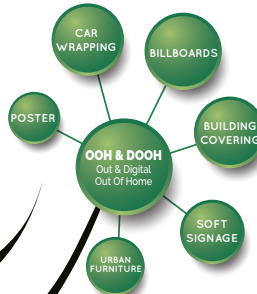 CAR
WRAPPING
BILLBOARDS
POSTER
BUILDING
COVERING
OOH & DOOH
Out & Digital
Out Of Home
SOFT
SIGNAGE
URBAN
FURNITURE